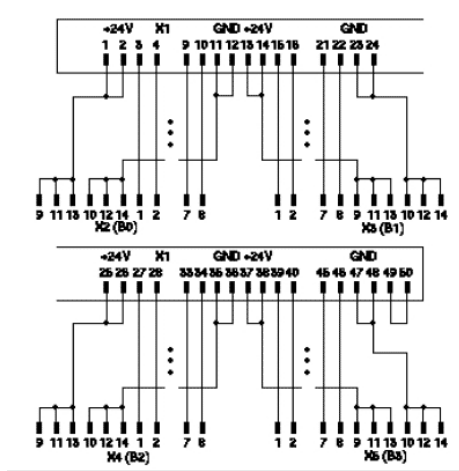 +24V X1 GND +24V GND
1 2 3 4 9 10 11 12 13 14 15 16 21 22 23 24
9 11 13 10 12 14 1 2 7 8 1 2 7 8 9 11 13 10 12 14
X2 (B0) X3 (B1)
+24V X1 GND +24V GND
25 26 27 28 33 34 35 36 37 38 39 40 45 46 47 48 49 50
9 11 13 10 12 14 1 2 7 8 1 2 7 8 9 11 13 10 12 14
X4 (B2) X5 (B3)